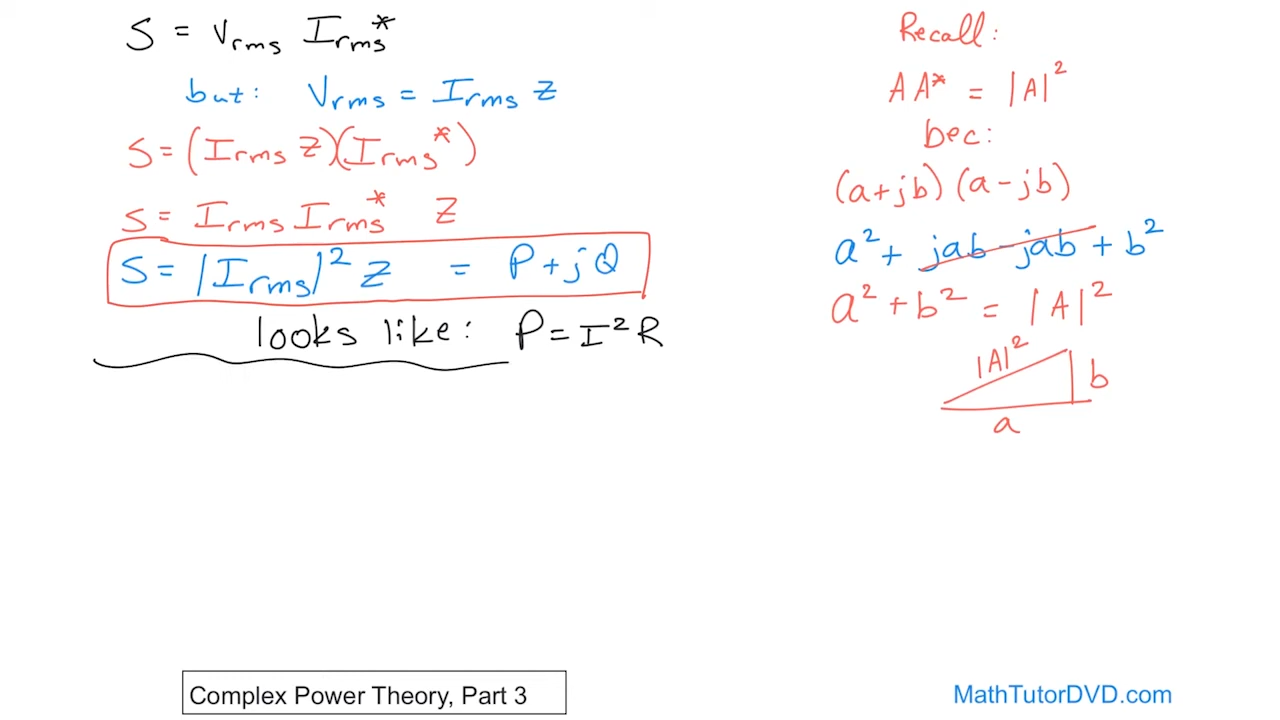 S = Vrms Irms*
but: Vrms = Irms Z
S = (Irms Z)(Irms*)
S = Irms Irms* Z
S = |Irms|² Z = P + jQ
looks like: P = I²R
Recall:
AA* = |A|²
bec:
(a+jb) (a-jb)
a² + jab - jab + b²
a² + b² = |A|²
|A|²
b
a
Complex Power Theory, Part 3
MathTutorDVD.com